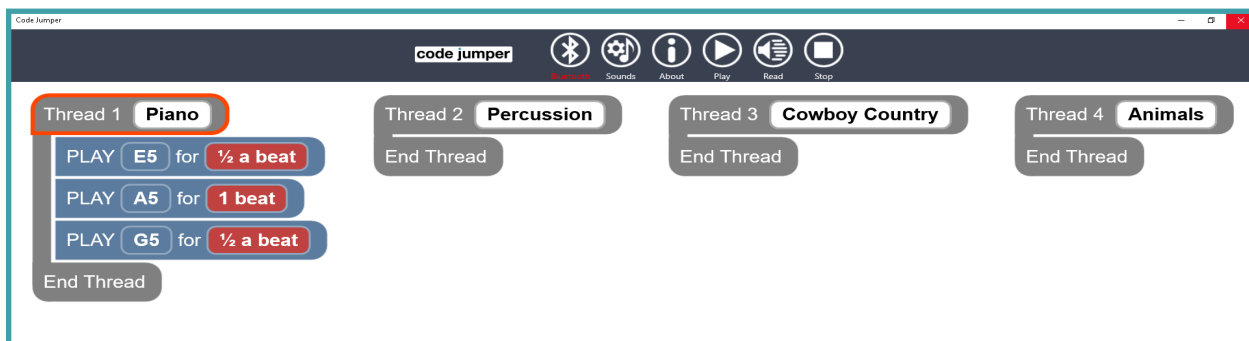 Code Jumper
code jumper
Bluetooth Sounds About Play Read Stop
Thread 1 Piano
PLAY E5 for ½ a beat
PLAY A5 for 1 beat
PLAY G5 for ½ a beat
End Thread
Thread 2 Percussion
End Thread
Thread 3 Cowboy Country
End Thread
Thread 4 Animals
End Thread